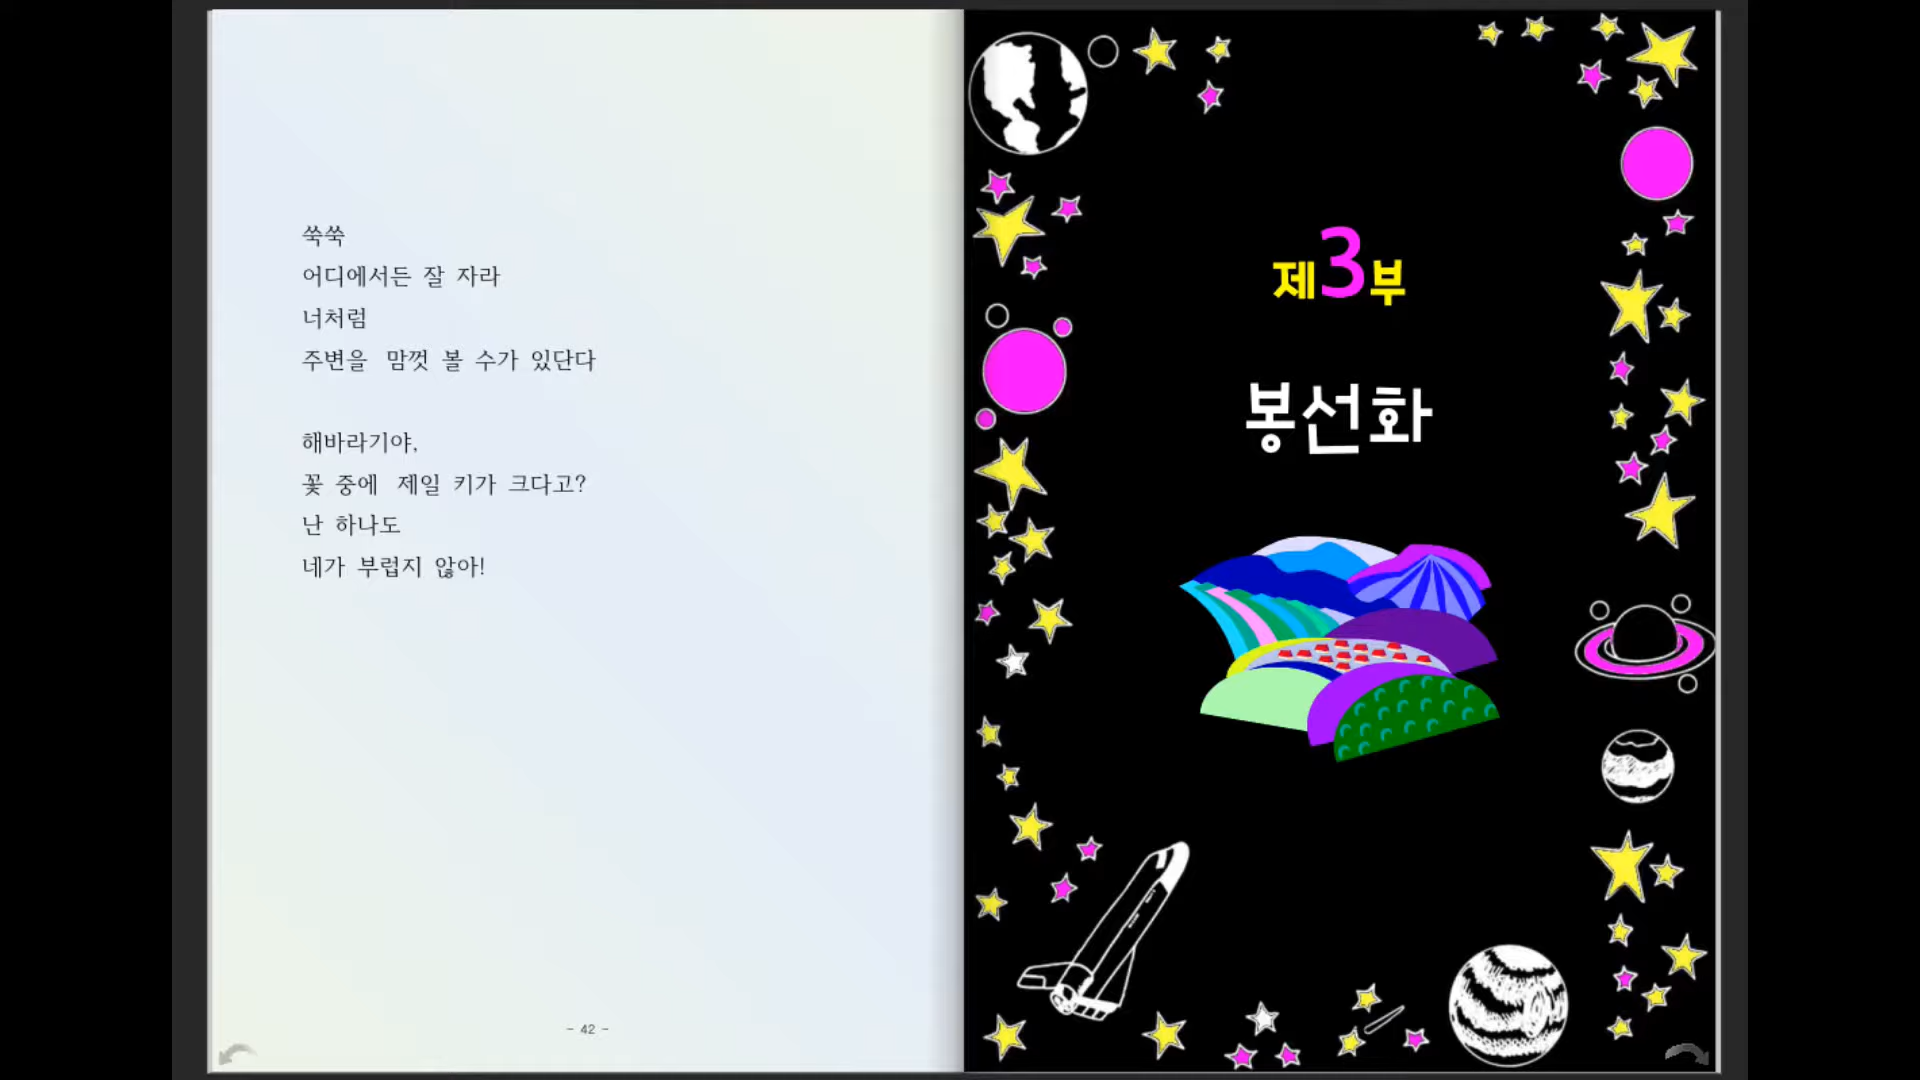 쑥쑥
어디에서든 잘 자라
너처럼
주변을 맘껏 볼 수가 있단다
해바라기야,
꽃 중에 제일 키가 크다고?
난 하나도
네가 부럽지 않아!
- 42 -
제3부
봉선화